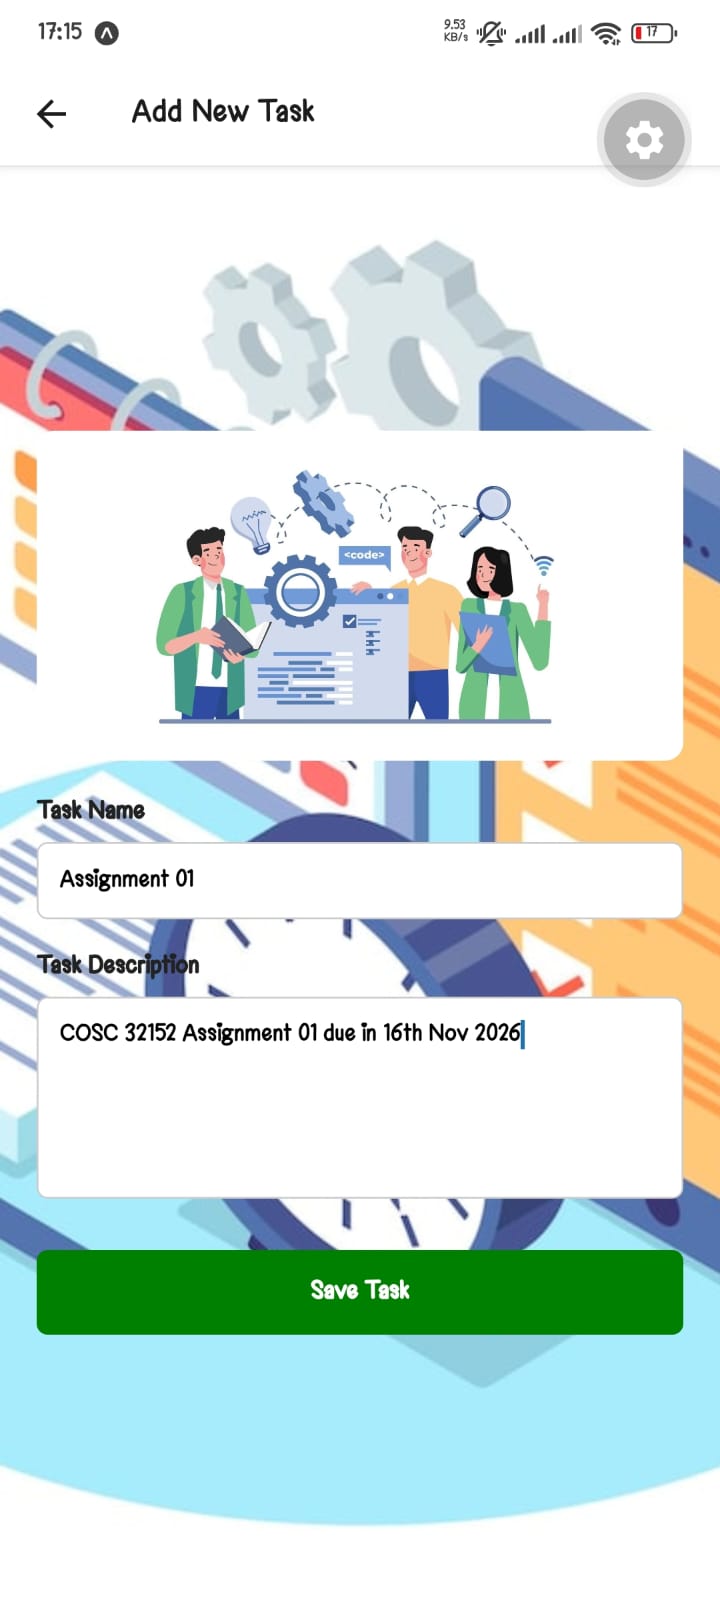 17:15
9.53
KB/s
17
Add New Task
<code>
Task Name
Assignment 01
Task Description
COSC 32152 Assignment 01 due in 16th Nov 2026
Save Task